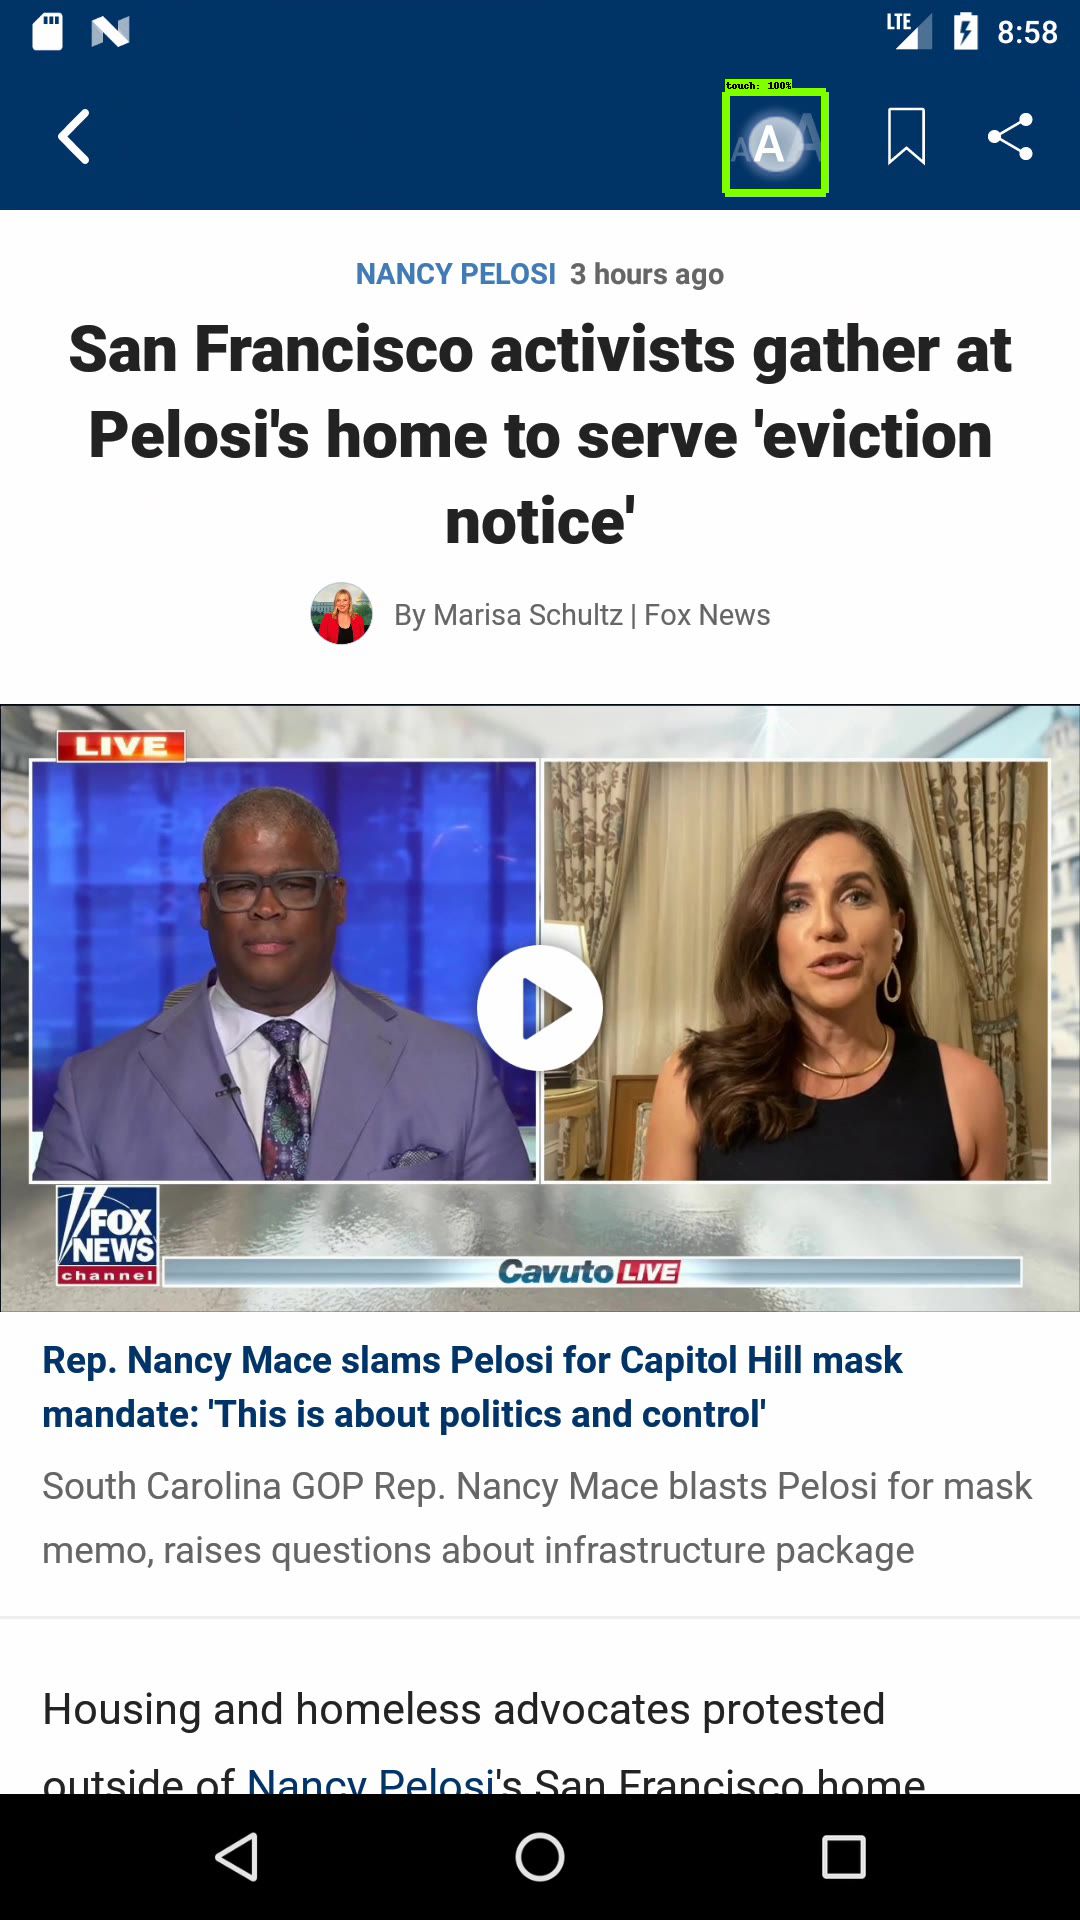 LTE 8:58
touch: 100%
A A A
NANCY PELOSI 3 hours ago
San Francisco activists gather at
Pelosi's home to serve 'eviction
notice'
By Marisa Schultz | Fox News
LIVE
FOX
NEWS
channel
Cavuto LIVE
Rep. Nancy Mace slams Pelosi for Capitol Hill mask
mandate: 'This is about politics and control'
South Carolina GOP Rep. Nancy Mace blasts Pelosi for mask
memo, raises questions about infrastructure package
Housing and homeless advocates protested
outside of Nancy Pelosi's San Francisco home